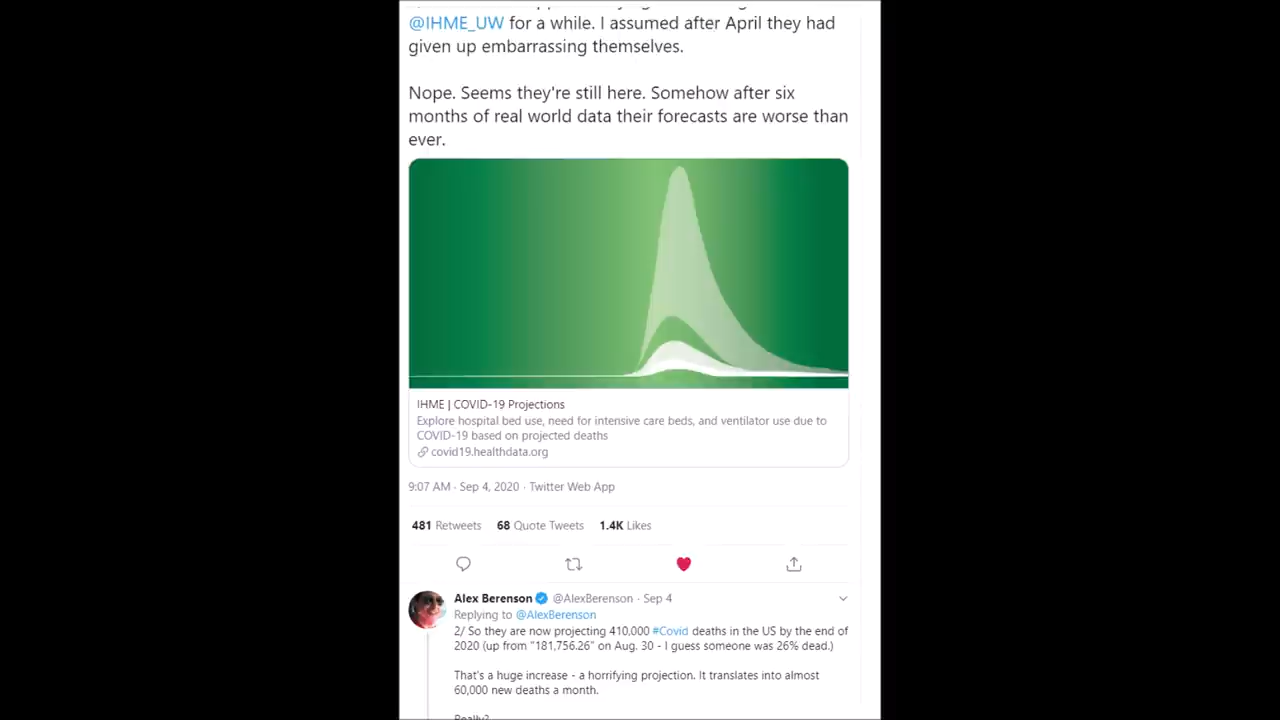 @IHME_UW for a while. I assumed after April they had
given up embarrassing themselves.
Nope. Seems they're still here. Somehow after six
months of real world data their forecasts are worse than
ever.
IHME | COVID-19 Projections
Explore hospital bed use, need for intensive care beds, and ventilator use due to
COVID-19 based on projected deaths
covid19.healthdata.org
9:07 AM · Sep 4, 2020 · Twitter Web App
481 Retweets 68 Quote Tweets 1.4K Likes
Alex Berenson @AlexBerenson · Sep 4
Replying to @AlexBerenson
2/ So they are now projecting 410,000 #Covid deaths in the US by the end of
2020 (up from "181,756.26" on Aug. 30 - I guess someone was 26% dead.)
That's a huge increase - a horrifying projection. It translates into almost
60,000 new deaths a month.
Really?